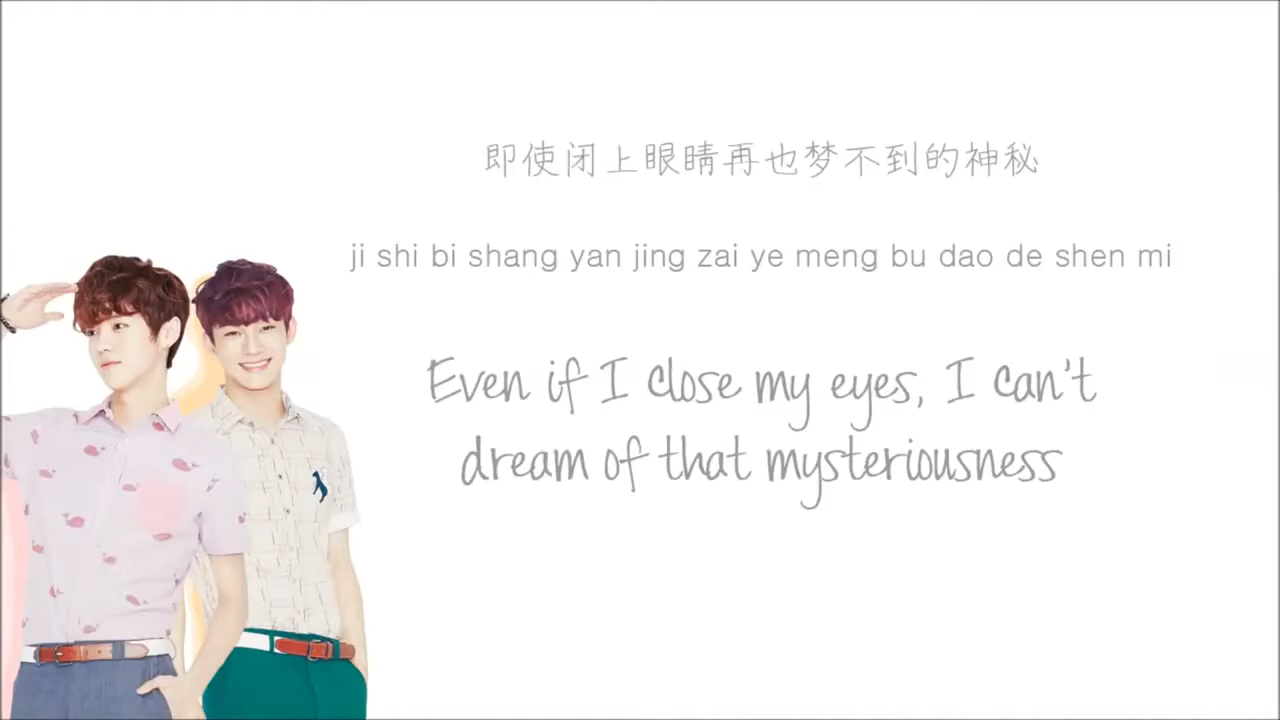 即使闭上眼睛再也梦不到的神秘
ji shi bi shang yan jing zai ye meng bu dao de shen mi
Even if I close my eyes, I can't
dream of that mysteriousness